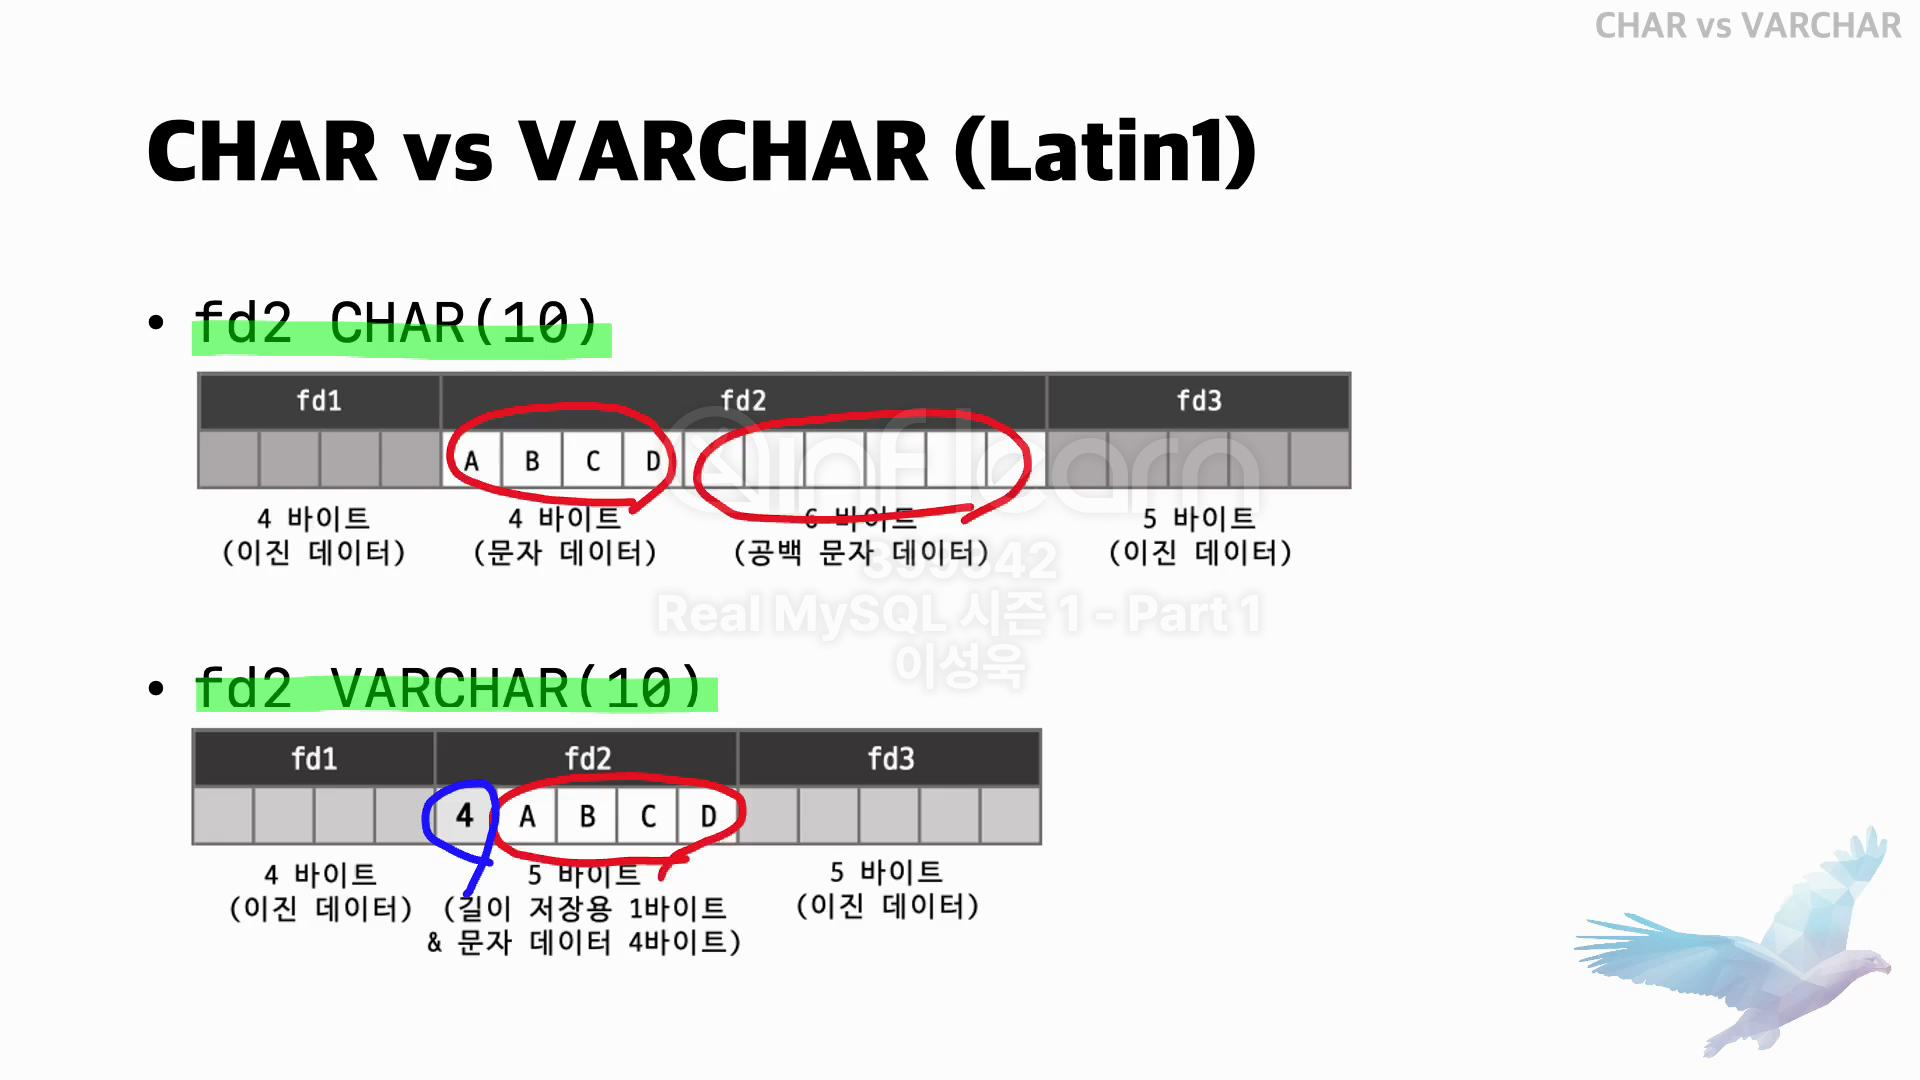 CHAR vs VARCHAR
CHAR vs VARCHAR (Latin1)
• fd2 CHAR(10)
fd1 fd2 fd3
A B C D
4 바이트 4 바이트 6 바이트 5 바이트
(이진 데이터) (문자 데이터) (공백 문자 데이터) (이진 데이터)
inflearn
399342
Real MySQL 시즌 1 - Part 1
이성욱
• fd2 VARCHAR(10)
fd1 fd2 fd3
4 A B C D
4 바이트 5 바이트 5 바이트
(이진 데이터) (길이 저장용 1바이트 (이진 데이터)
& 문자 데이터 4바이트)